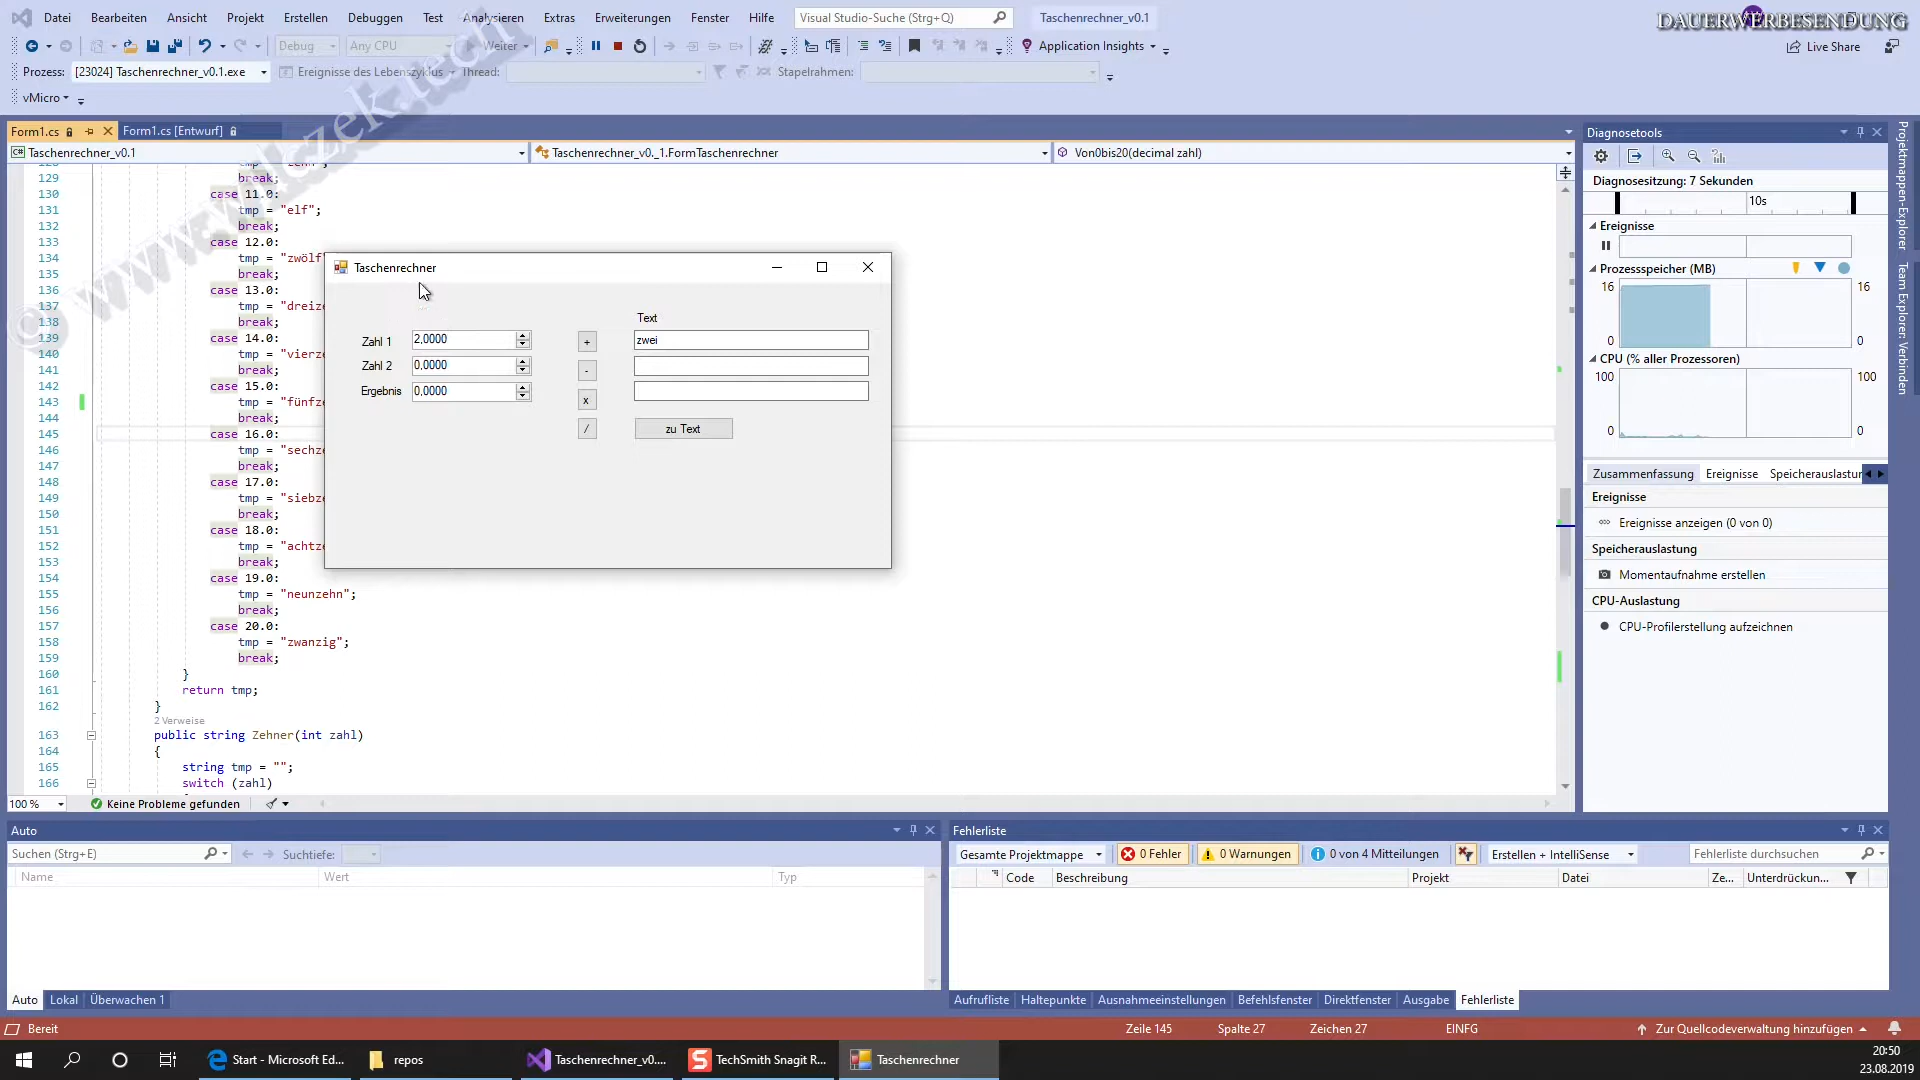 Datei Bearbeiten Ansicht Projekt Erstellen Debuggen Test Analysieren Extras Erweiterungen Fenster Hilfe Visual Studio-Suche (Strg+Q) Taschenrechner_v0.1
DAUERWERBESENDUNG
Debug Any CPU Weiter Application Insights Live Share
Prozess: [23024] Taschenrechner_v0.1.exe Ereignisse des Lebenszyklus Thread: Stapelrahmen:
vMicro
Form1.cs Form1.cs [Entwurf]
Taschenrechner_v0.1 Taschenrechner_v0._1.FormTaschenrechner Von0bis20(decimal zahl)
129 break;
130 case 11.0:
131 tmp = "elf";
132 break;
133 case 12.0:
134 tmp = "zwölf"
135 break;
136 case 13.0:
137 tmp = "dreize
138 break;
139 case 14.0:
140 tmp = "vierze
141 break;
142 case 15.0:
143 tmp = "fünfze
144 break;
145 case 16.0:
146 tmp = "sechze
147 break;
148 case 17.0:
149 tmp = "siebze
150 break;
151 case 18.0:
152 tmp = "achtze
153 break;
154 case 19.0:
155 tmp = "neunzehn";
156 break;
157 case 20.0:
158 tmp = "zwanzig";
159 break;
160 }
161 return tmp;
162 }
2 Verweise
163 public string Zehner(int zahl)
164 {
165 string tmp = "";
166 switch (zahl)
Taschenrechner
Text
Zahl 1 2,0000 + zwei
Zahl 2 0,0000 -
Ergebnis 0,0000 x
/ zu Text
100 % Keine Probleme gefunden
Diagnosetools
Diagnosesitzung: 7 Sekunden
10s
Ereignisse
Prozessspeicher (MB)
16 16
0 0
CPU (% aller Prozessoren)
100 100
0 0
Zusammenfassung Ereignisse Speicherauslastur
Ereignisse
Ereignisse anzeigen (0 von 0)
Speicherauslastung
Momentaufnahme erstellen
CPU-Auslastung
CPU-Profilerstellung aufzeichnen
Projektmappen-Explorer
Team Explorer: Verbinden
Auto
Suchen (Strg+E) Suchtiefe:
Name Wert Typ
Auto Lokal Überwachen 1
Fehlerliste
Gesamte Projektmappe 0 Fehler 0 Warnungen 0 von 4 Mitteilungen Erstellen + IntelliSense Fehlerliste durchsuchen
Code Beschreibung Projekt Datei Ze... Unterdrückun...
Aufrufliste Haltepunkte Ausnahmeeinstellungen Befehlsfenster Direktfenster Ausgabe Fehlerliste
Bereit Zeile 145 Spalte 27 Zeichen 27 EINFG Zur Quellcodeverwaltung hinzufügen
Start - Microsoft Ed... repos Taschenrechner_v0.... TechSmith Snagit R... Taschenrechner
20:50
23.08.2019